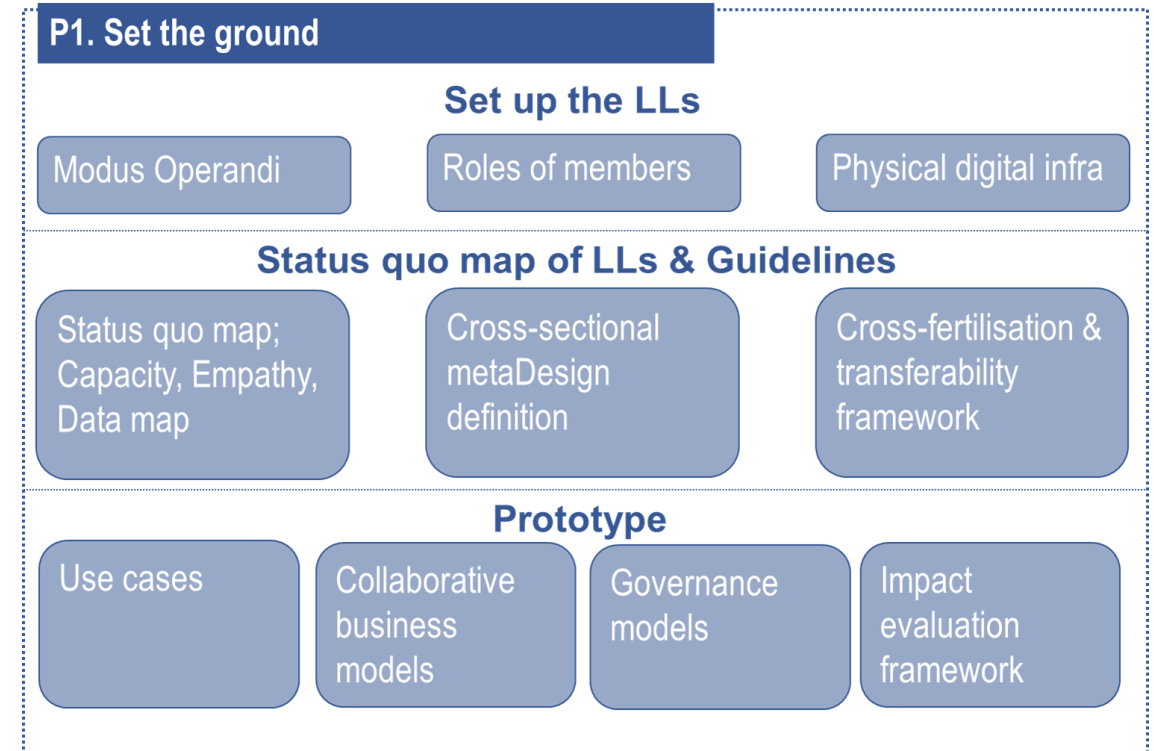 P1. Set the ground
Set up the LLs
Modus Operandi
Roles of members
Physical digital infra
Status quo map of LLs & Guidelines
Status quo map;
Capacity, Empathy,
Data map
Cross-sectional
metaDesign
definition
Cross-fertilisation &
transferability
framework
Prototype
Use cases
Collaborative
business
models
Governance
models
Impact
evaluation
framework